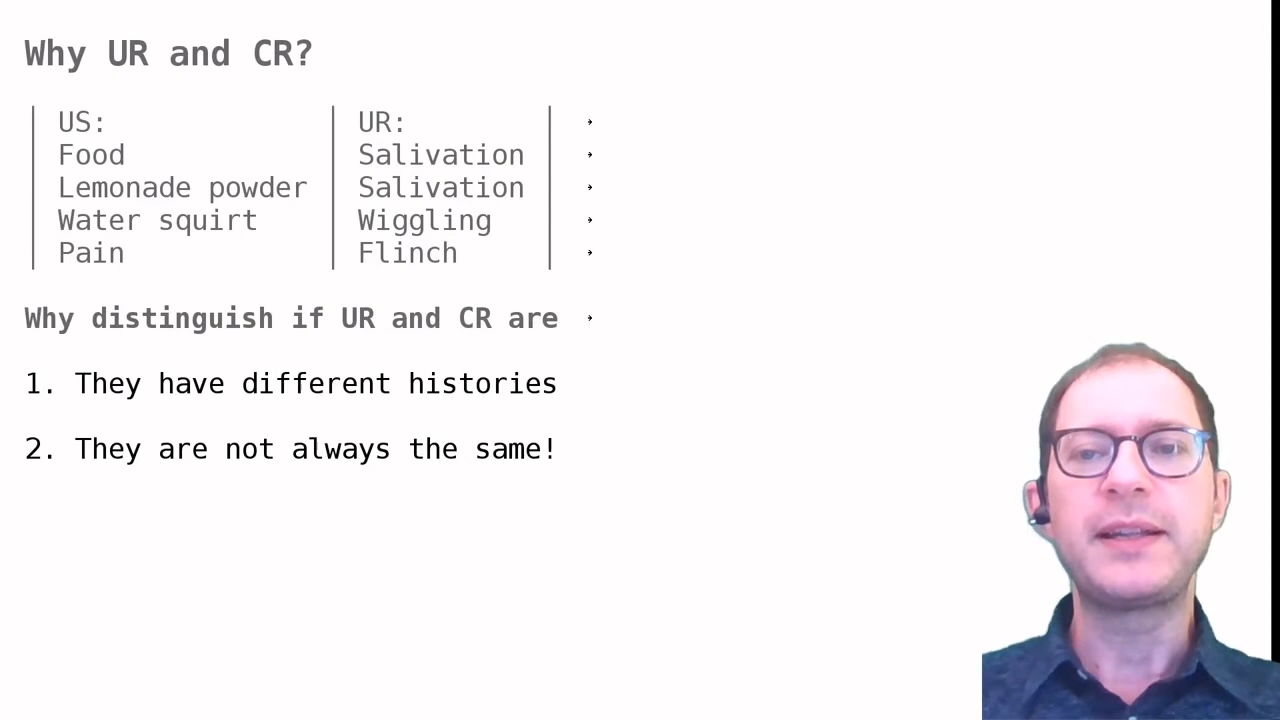 Why UR and CR?
US: UR:
Food Salivation
Lemonade powder Salivation
Water squirt Wiggling
Pain Flinch
Why distinguish if UR and CR are
1. They have different histories
2. They are not always the same!